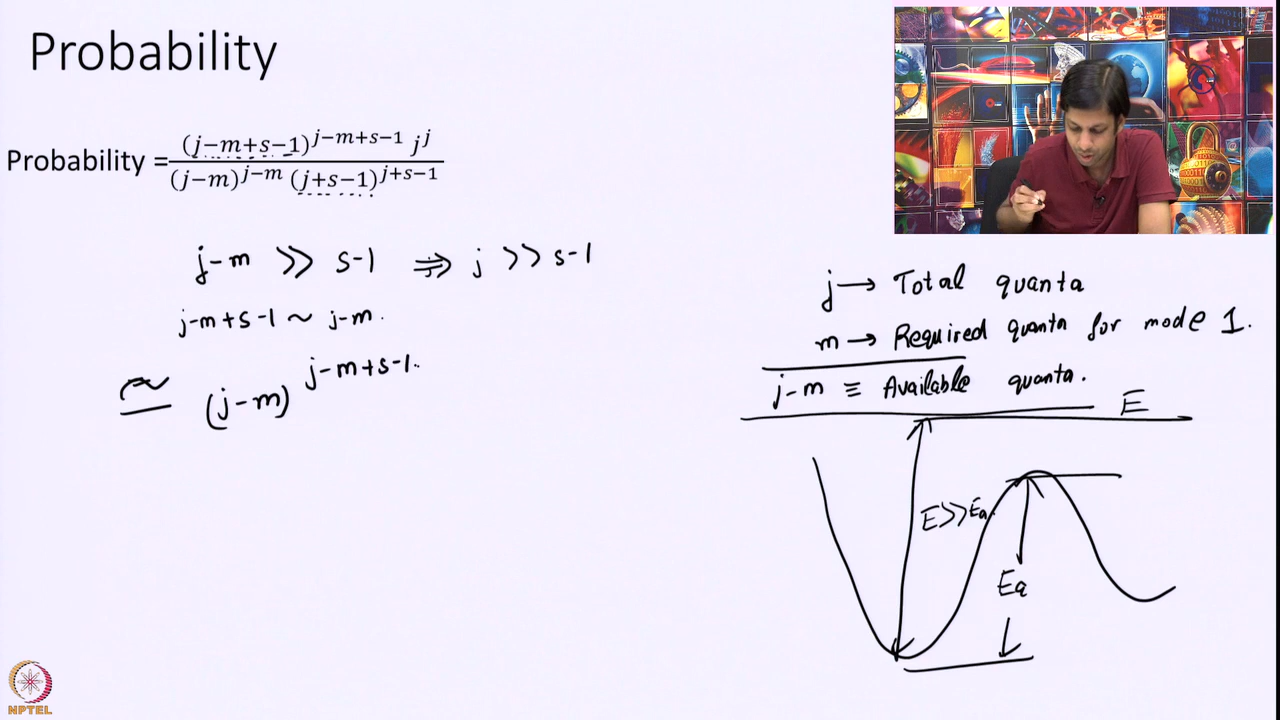 Probability
Probability = \frac{(j-m+s-1)^{j-m+s-1} j^j}{(j-m)^{j-m} (j+s-1)^{j+s-1}}
j-m >> s-1 ⇒ j >> s-1
j-m+s-1 ~ j-m.
≃ (j-m)^{j-m+s-1}
j → Total quanta
m → Required quanta for mode 1.
j-m ≡ Available quanta.
E
E>>Ea
Ea
NPTEL